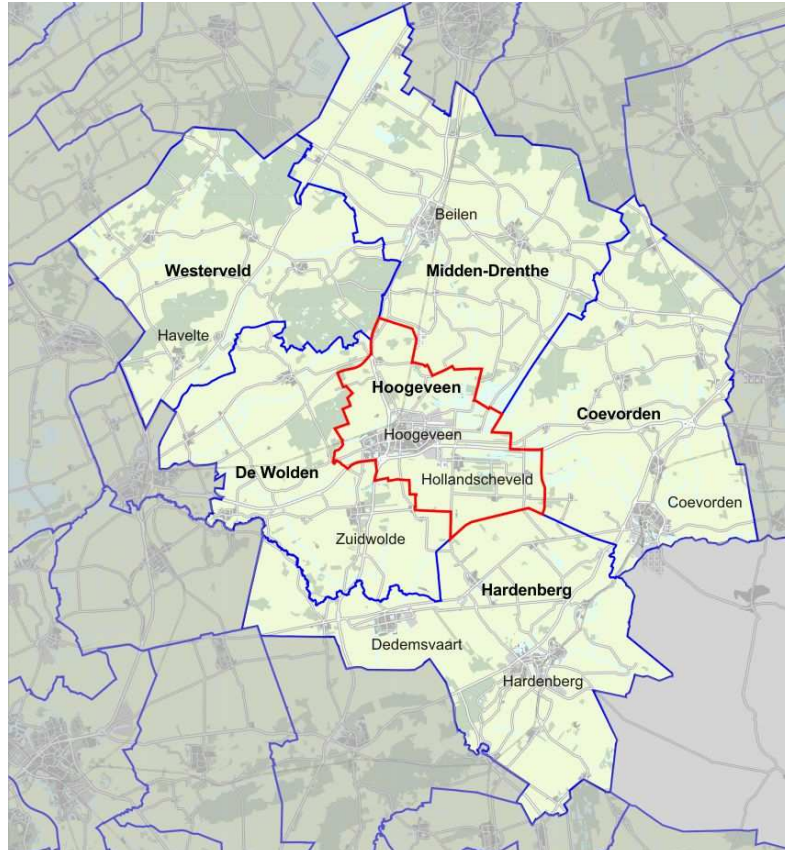 Beilen
Westerveld
Midden-Drenthe
Havelte
Hoogeveen
Coevorden
Hoogeveen
De Wolden
Hollandscheveld
Coevorden
Zuidwolde
Hardenberg
Dedemsvaart
Hardenberg